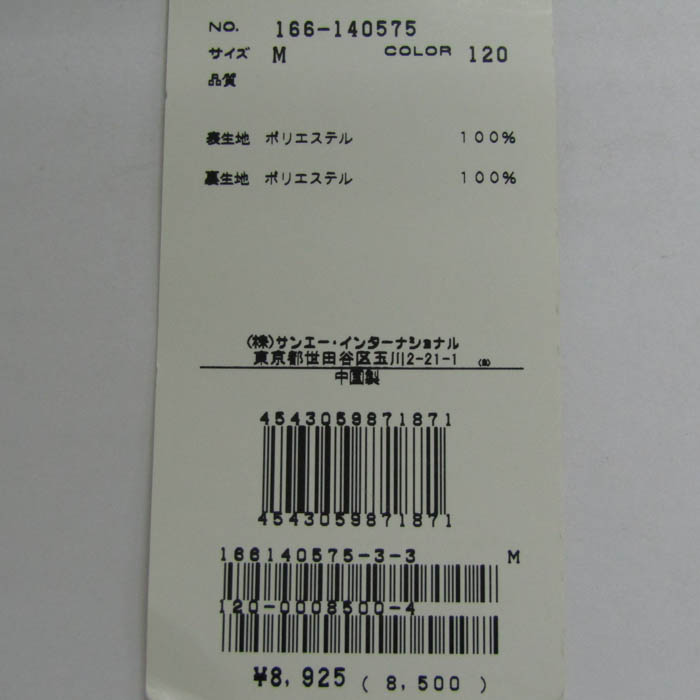 NO. 166-140575
サイズ M COLOR 120
品質
表生地 ポリエステル 100%
裏生地 ポリエステル 100%
(株)サンエー・インターナショナル
東京都世田谷区玉川2-21-1
中国製
4543059871871
4543059871871
166140575-3-3 M
120-0008500-4
¥8,925 (8,500)